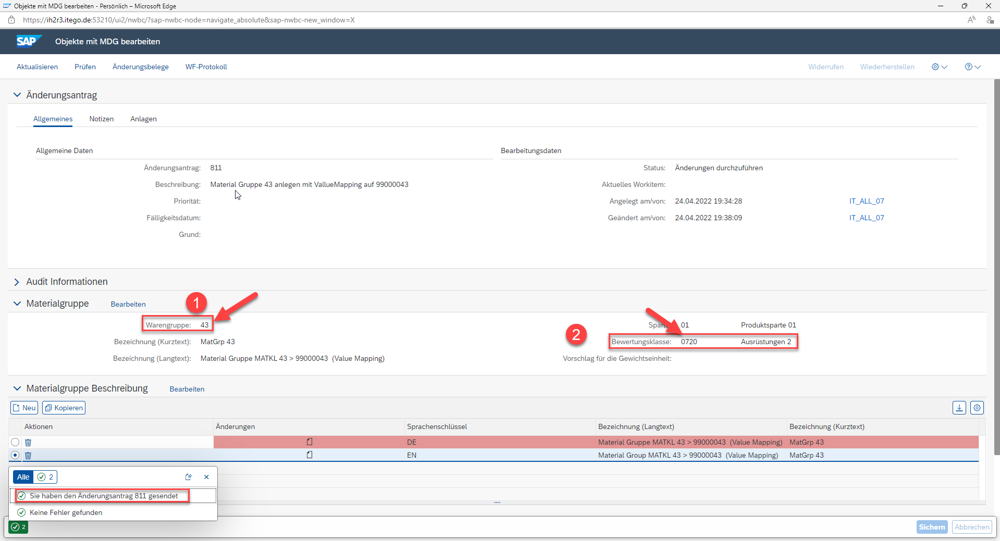 SAP Objekte mit MDG bearbeiten - Persönlich – Microsoft Edge
https://ih2r3.itego.de:53210/ui2/nwbc/?sap-nwbc-node=navigate_absolute&sap-nwbc-new_window=X
SAP Objekte mit MDG bearbeiten
Aktualisieren Prüfen Änderungsbelege WF-Protokoll Widerrufen Wiederherstellen
Änderungsantrag
Allgemeines Notizen Anlagen
Allgemeine Daten Bearbeitungsdaten
Änderungsantrag: 811 Status: Änderungen durchzuführen
Beschreibung: Material Gruppe 43 anlegen mit VallueMapping auf 99000043 Aktuelles Workitem:
Priorität: Angelegt am/von: 24.04.2022 19:34:28 IT_ALL_07
Fälligkeitsdatum: Geändert am/von: 24.04.2022 19:38:09 IT_ALL_07
Grund:
Audit Informationen
Materialgruppe Bearbeiten 1
Warengruppe: 43 01 Produktsparte 01
2
Bezeichnung (Kurztext): MatGrp 43 Bewertungsklasse: 0720 Ausrüstungen 2
Bezeichnung (Langtext): Material Gruppe MATKL 43 > 99000043 (Value Mapping) Vorschlag für die Gewichtseinheit:
Materialgruppe Beschreibung Bearbeiten
Neu Kopieren
Aktionen Änderungen Sprachenschlüssel Bezeichnung (Langtext) Bezeichnung (Kurztext)
DE Material Gruppe MATKL 43 > 99000043 (Value Mapping) MatGrp 43
EN Material Group MATKL 43 > 99000043 (Value Mapping) MatGrp 43
Alle 2
Sie haben den Änderungsantrag 811 gesendet
Keine Fehler gefunden
2 Sichern Abbrechen